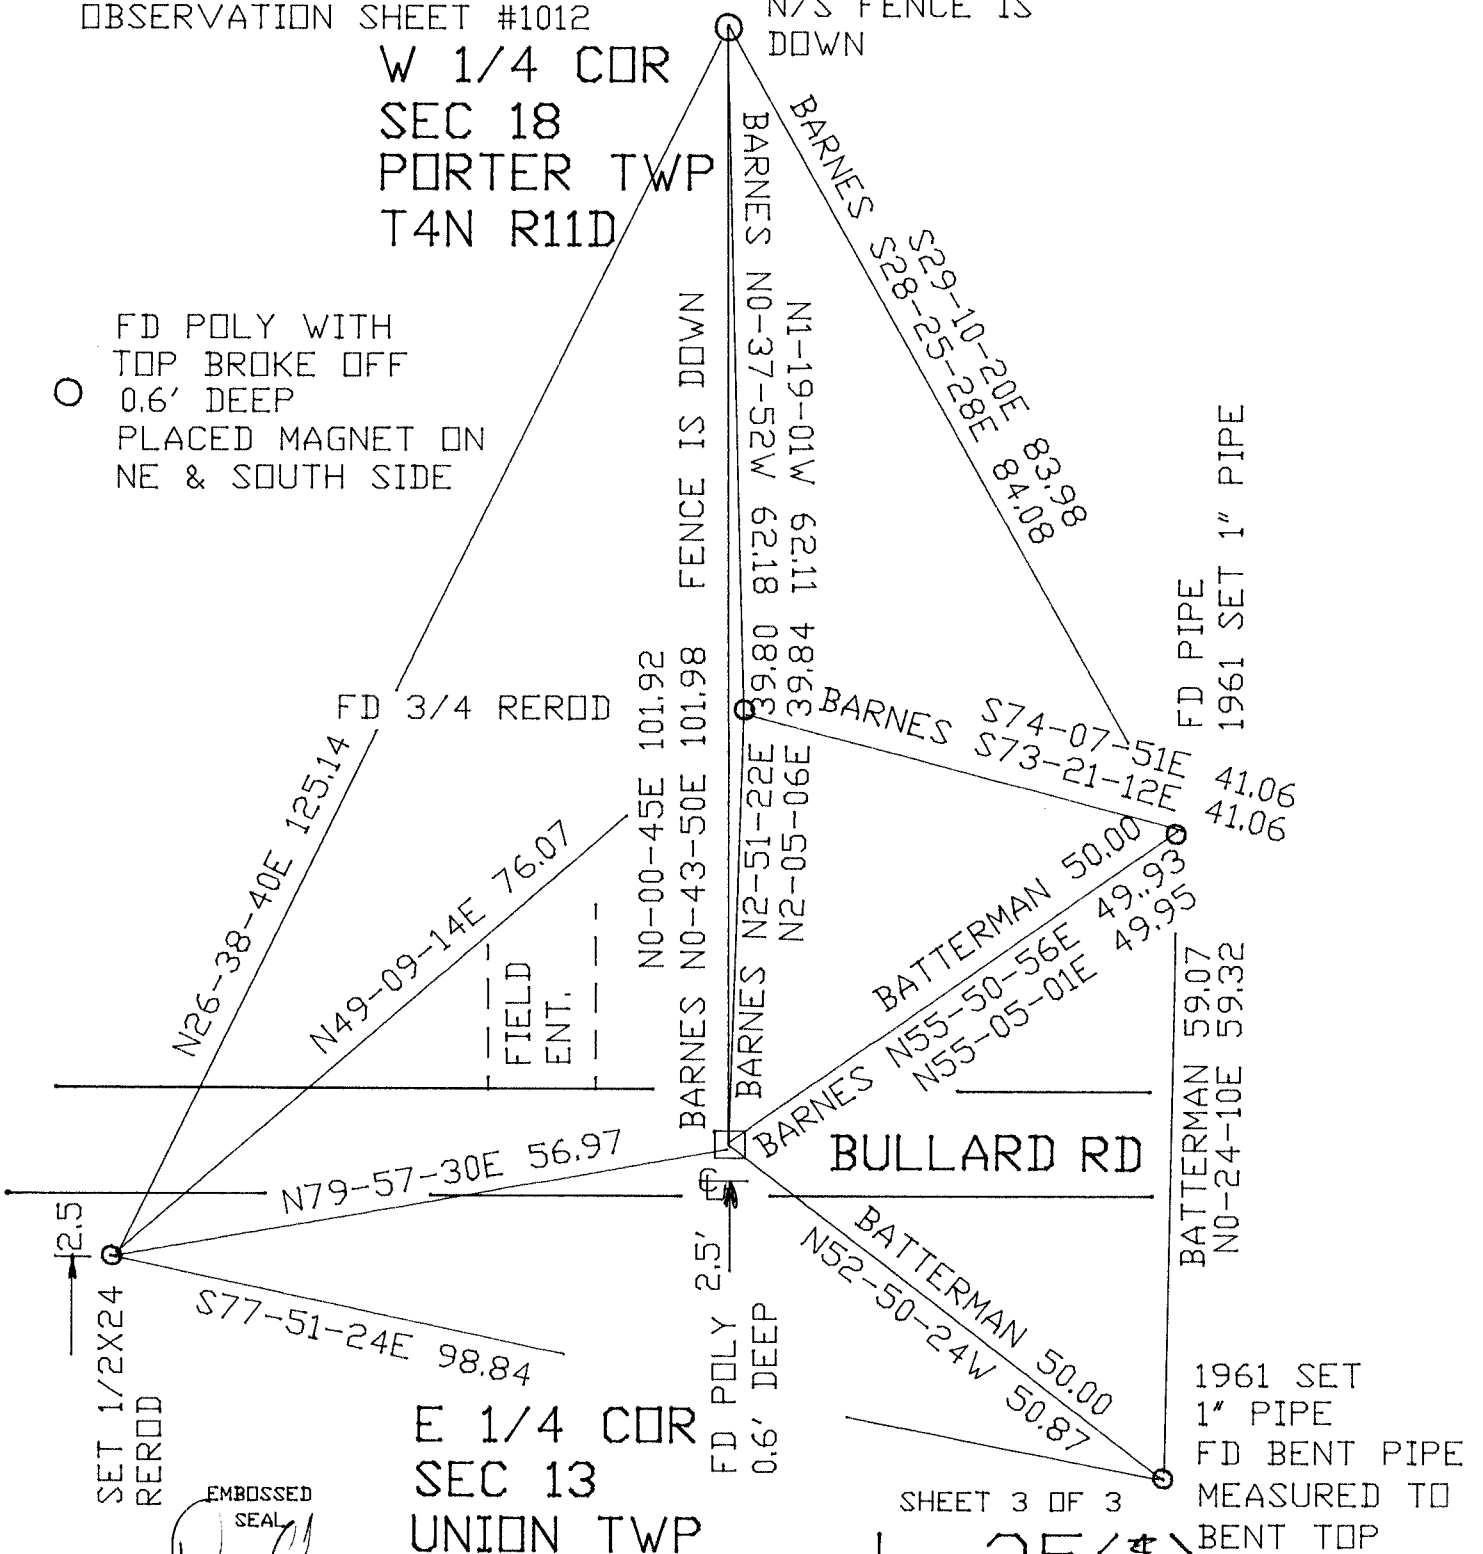 OBSERVATION SHEET #1012
N/S FENCE IS
DOWN
W 1/4 COR
SEC 18
PORTER TWP
T4N R11D
FD POLY WITH
TOP BROKE OFF
0.6' DEEP
PLACED MAGNET ON
NE & SOUTH SIDE
BARNES S28-25-28E 84.08
S29-10-20E 83.98
BARNES N0-37-52W 62.18
N1-19-01W 62.11
FENCE IS DOWN
FD PIPE
1961 SET 1" PIPE
FD 3/4 REROD
N0-00-45E 101.92
BARNES N0-43-50E 101.98
BARNES N2-51-22E 39.80
N2-05-06E 39.84
S74-07-51E 41.06
BARNES S73-21-12E 41.06
N26-38-40E 125.14
N49-09-14E 76.07
FIELD
ENT.
BATTERMAN 50.00
BARNES N55-50-56E 49..93
N55-05-01E 49.95
BATTERMAN 59.07
N0-24-10E 59.32
BULLARD RD
N79-57-30E 56.97
2.5
S77-51-24E 98.84
SET 1/2X24
REROD
FD POLY 2.5'
0.6' DEEP
BATTERMAN 50.00
N52-50-24W 50.87
E 1/4 COR
SEC 13
UNION TWP
1961 SET
1" PIPE
FD BENT PIPE
MEASURED TO
BENT TOP
EMBOSSED
SEAL
SHEET 3 OF 3